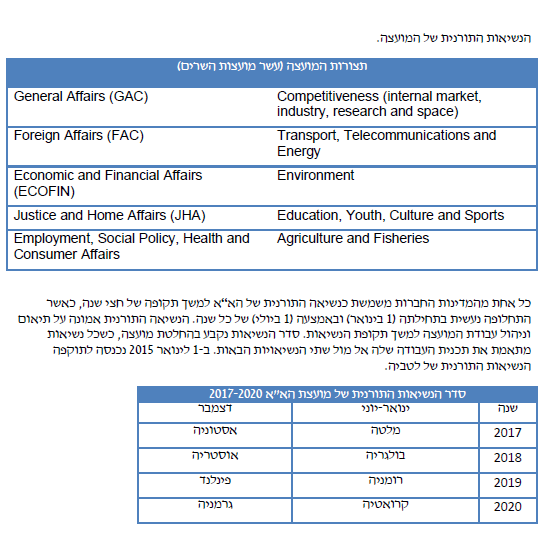 הנשיאות התורנית של המועצה.
תצורות המועצה (עשר מועצות השרים)
General Affairs (GAC)
Competitiveness (internal market,
industry, research and space)
Foreign Affairs (FAC)
Transport, Telecommunications and
Energy
Economic and Financial Affairs
(ECOFIN)
Environment
Justice and Home Affairs (JHA)
Education, Youth, Culture and Sports
Employment, Social Policy, Health and
Consumer Affairs
Agriculture and Fisheries
כל אחת מהמדינות החברות משמשת כנשיאה התורנית של הא"א למשך תקופה של חצי שנה, כאשר
התחלופה נעשית בתחילתה (1 בינואר) ובאמצעה (1 ביולי) של כל שנה. הנשיאה התורנית אמונה על תיאום
וניהול עבודת המועצה למשך תקופת הנשיאות. סדר הנשיאות נקבע בהחלטת מועצה, כשכל נשיאות
מתאמת את תכנית העבודה שלה אל מול שתי הנשיאויות הבאות. ב-1 לינואר 2015 נכנסה לתוקפה
הנשיאות התורנית של לטביה.
סדר הנשיאות התורנית של מועצת הא"א 2017-2020
שנה ינואר-יוני דצמבר
2017 מלטה אסטוניה
2018 בולגריה אוסטריה
2019 רומניה פינלנד
2020 קרואטיה גרמניה